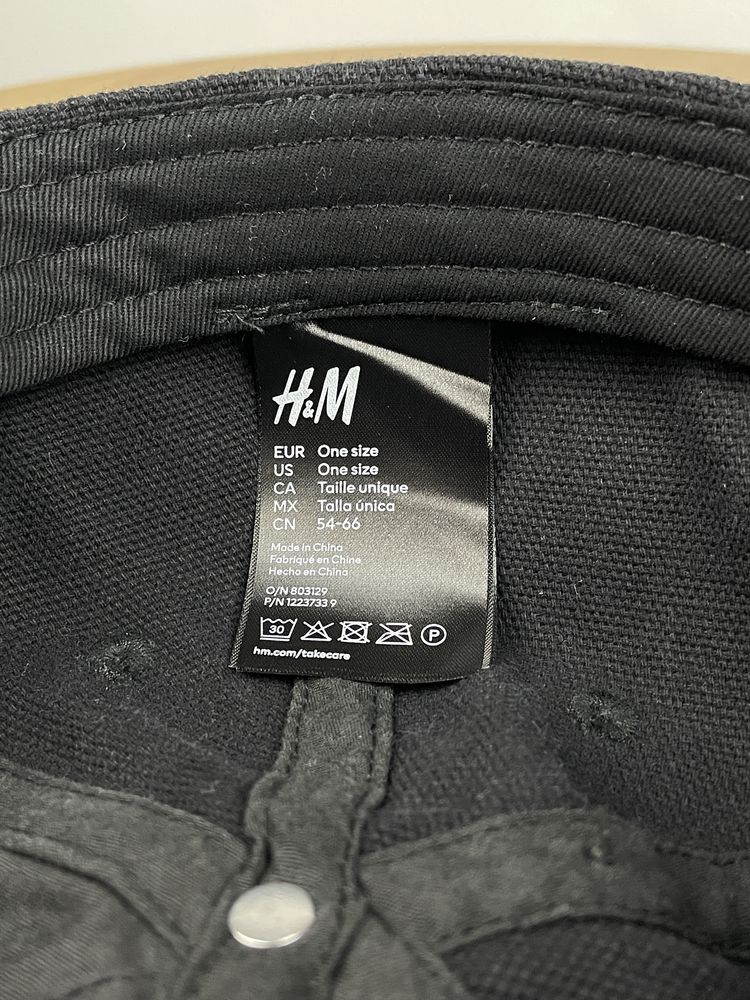 H&M
EUR One size
US One size
CA Taille unique
MX Talla única
CN 54-66
Made in China
Fabriqué en China
Hecho en China
O/N 803129
P/N 1223733 9
30 P
hm.com/takecare